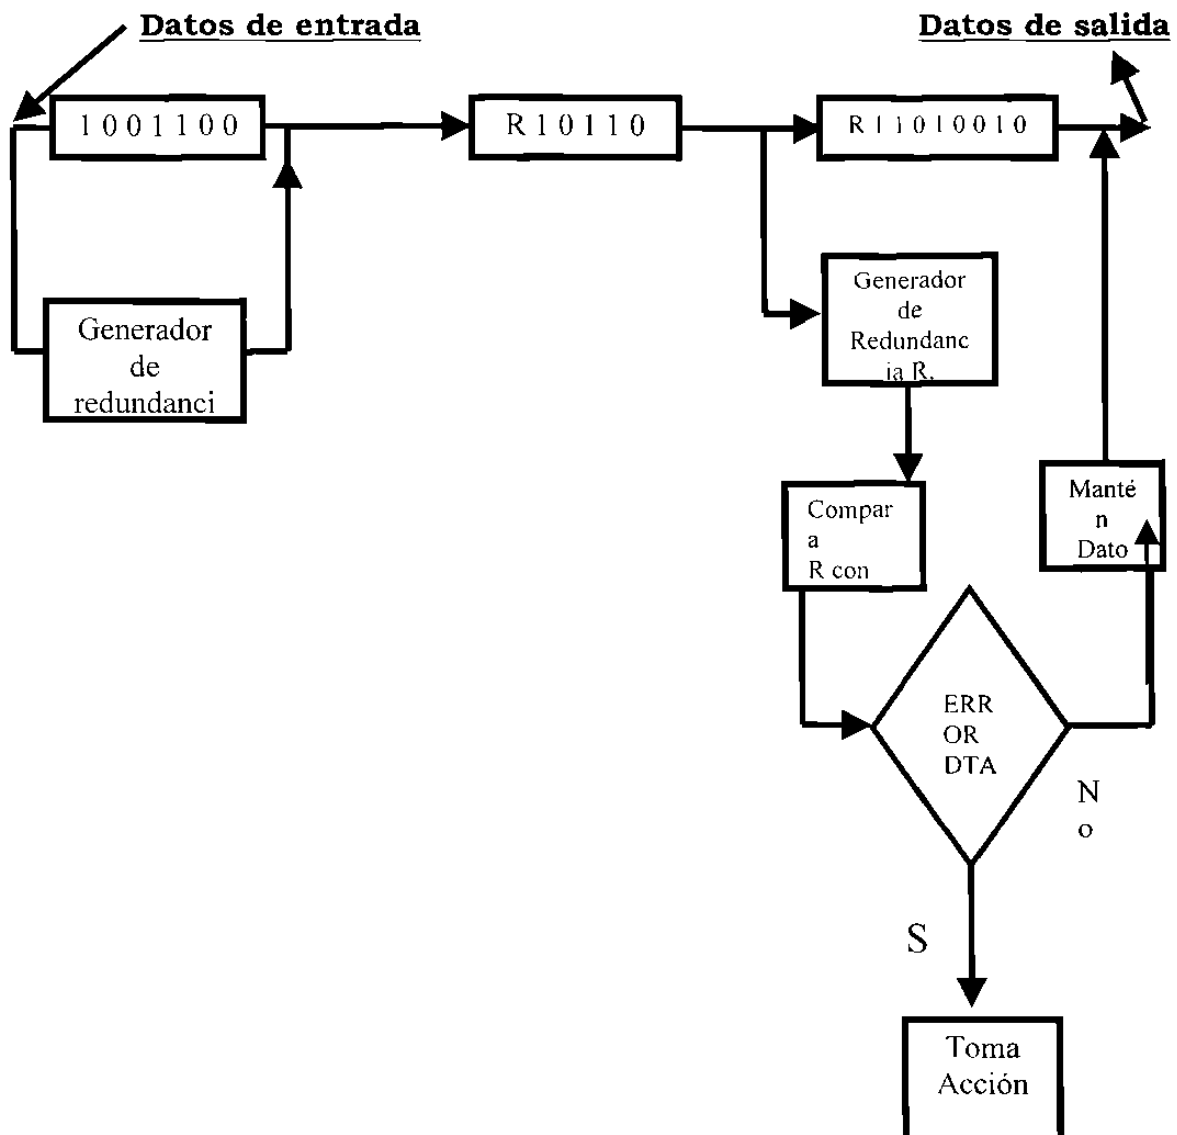 Datos de entrada
Datos de salida
1001100
R10110
R11010010
Generador
de
redundanci
Generador
de
Redundanc
ia R.
Compar
a
R con
Manté
n
Dato
ERR
OR
DTA
N
o
S
Toma
Acción